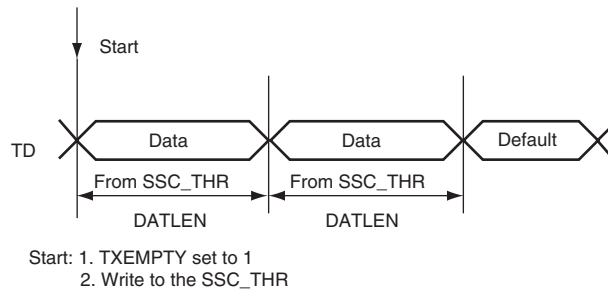 Start
TD
Data Data Default
From SSC_THR From SSC_THR
DATLEN DATLEN
Start: 1. TXEMPTY set to 1
2. Write to the SSC_THR